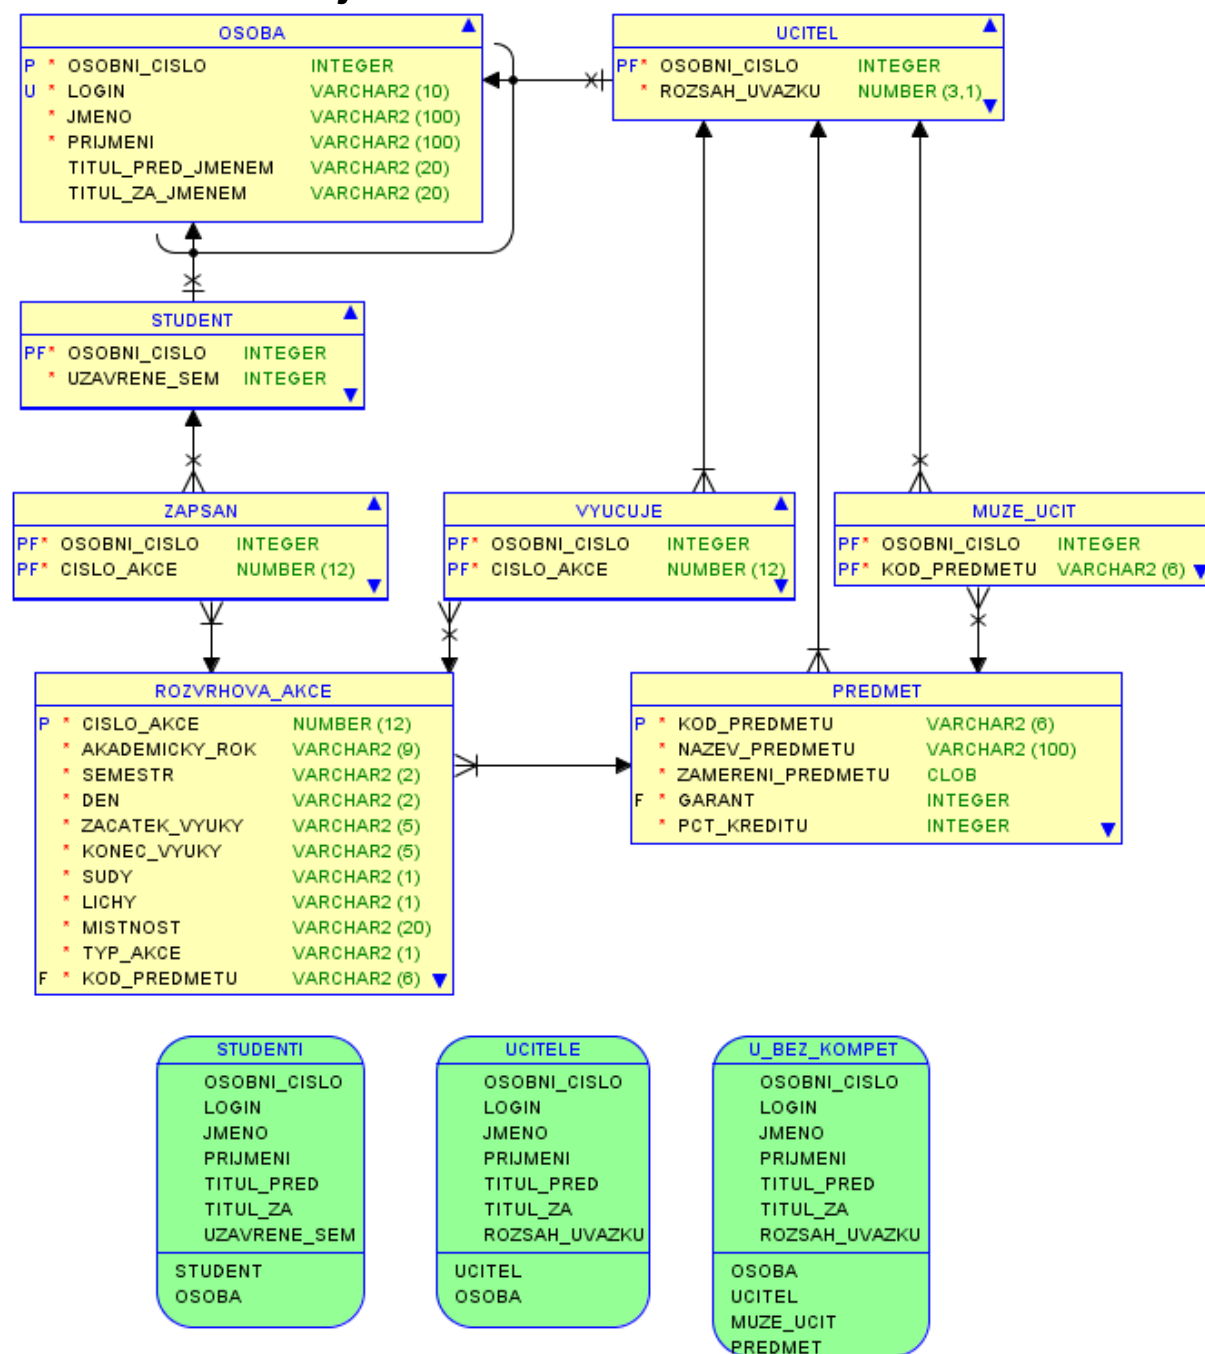 OSOBA
P * OSOBNI_CISLO INTEGER
U * LOGIN VARCHAR2 (10)
* JMENO VARCHAR2 (100)
* PRIJMENI VARCHAR2 (100)
TITUL_PRED_JMENEM VARCHAR2 (20)
TITUL_ZA_JMENEM VARCHAR2 (20)
UCITEL
PF* OSOBNI_CISLO INTEGER
* ROZSAH_UVAZKU NUMBER (3,1)
STUDENT
PF* OSOBNI_CISLO INTEGER
* UZAVRENE_SEM INTEGER
ZAPSAN
PF* OSOBNI_CISLO INTEGER
PF* CISLO_AKCE NUMBER (12)
VYUCUJE
PF* OSOBNI_CISLO INTEGER
PF* CISLO_AKCE NUMBER (12)
MUZE_UCIT
PF* OSOBNI_CISLO INTEGER
PF* KOD_PREDMETU VARCHAR2 (6)
ROZVRHOVA_AKCE
P * CISLO_AKCE NUMBER (12)
* AKADEMICKY_ROK VARCHAR2 (9)
* SEMESTR VARCHAR2 (2)
* DEN VARCHAR2 (2)
* ZACATEK_VYUKY VARCHAR2 (5)
* KONEC_VYUKY VARCHAR2 (5)
* SUDY VARCHAR2 (1)
* LICHY VARCHAR2 (1)
* MISTNOST VARCHAR2 (20)
* TYP_AKCE VARCHAR2 (1)
F * KOD_PREDMETU VARCHAR2 (6)
PREDMET
P * KOD_PREDMETU VARCHAR2 (6)
* NAZEV_PREDMETU VARCHAR2 (100)
* ZAMERENI_PREDMETU CLOB
F * GARANT INTEGER
* PCT_KREDITU INTEGER
STUDENTI
OSOBNI_CISLO
LOGIN
JMENO
PRIJMENI
TITUL_PRED
TITUL_ZA
UZAVRENE_SEM
STUDENT
OSOBA
UCITELE
OSOBNI_CISLO
LOGIN
JMENO
PRIJMENI
TITUL_PRED
TITUL_ZA
ROZSAH_UVAZKU
UCITEL
OSOBA
U_BEZ_KOMPET
OSOBNI_CISLO
LOGIN
JMENO
PRIJMENI
TITUL_PRED
TITUL_ZA
ROZSAH_UVAZKU
OSOBA
UCITEL
MUZE_UCIT
PREDMET